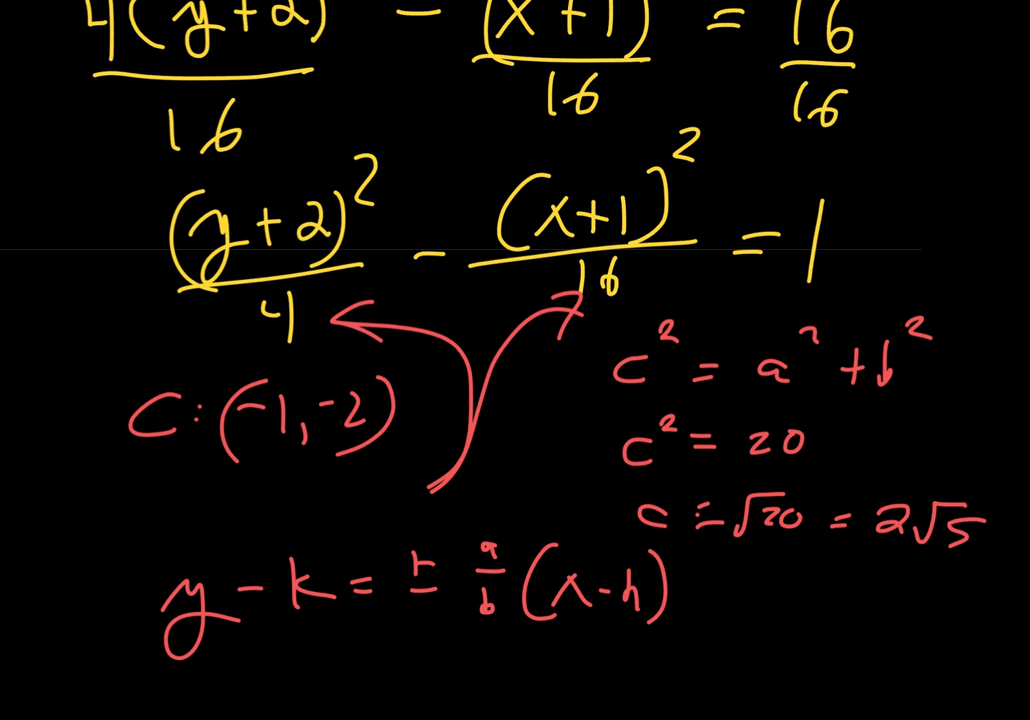 4(y+2) - (x+1) = 16
16 16 16
(y+2)² - (x+1)² = 1
4 16
c² = a² + b²
C: (-1, -2)
c² = 20
c = √20 = 2√5
y - k = ± a/b (x-h)